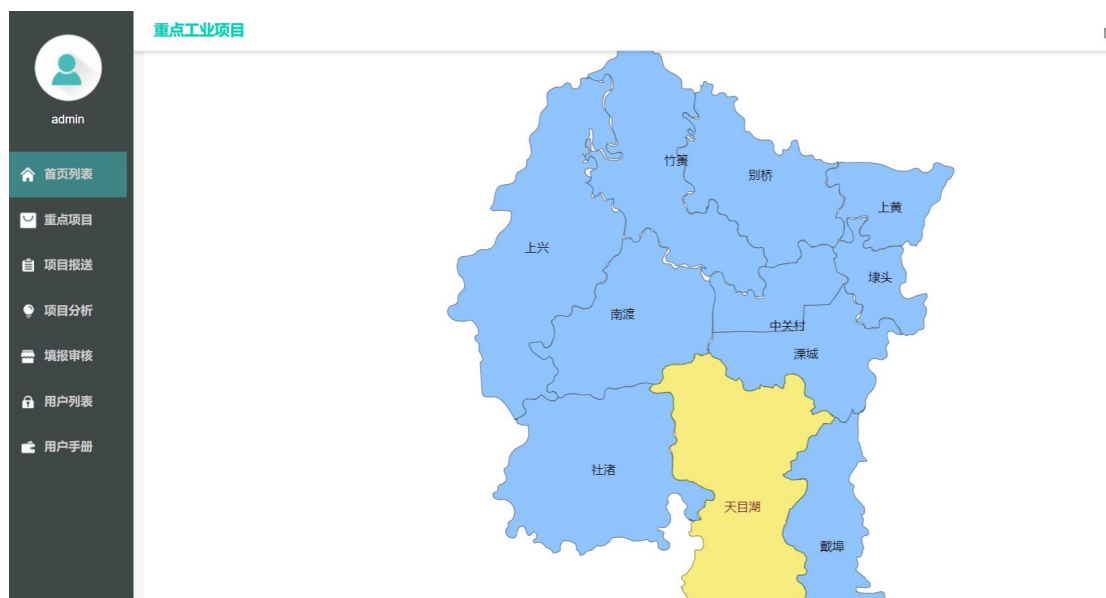 重点工业项目
admin
首页列表
重点项目
项目报送
项目分析
填报审核
用户列表
用户手册
竹箦
别桥
上黄
上兴
埭头
南渡
中关村
溧城
社渚
天目湖
戴埠